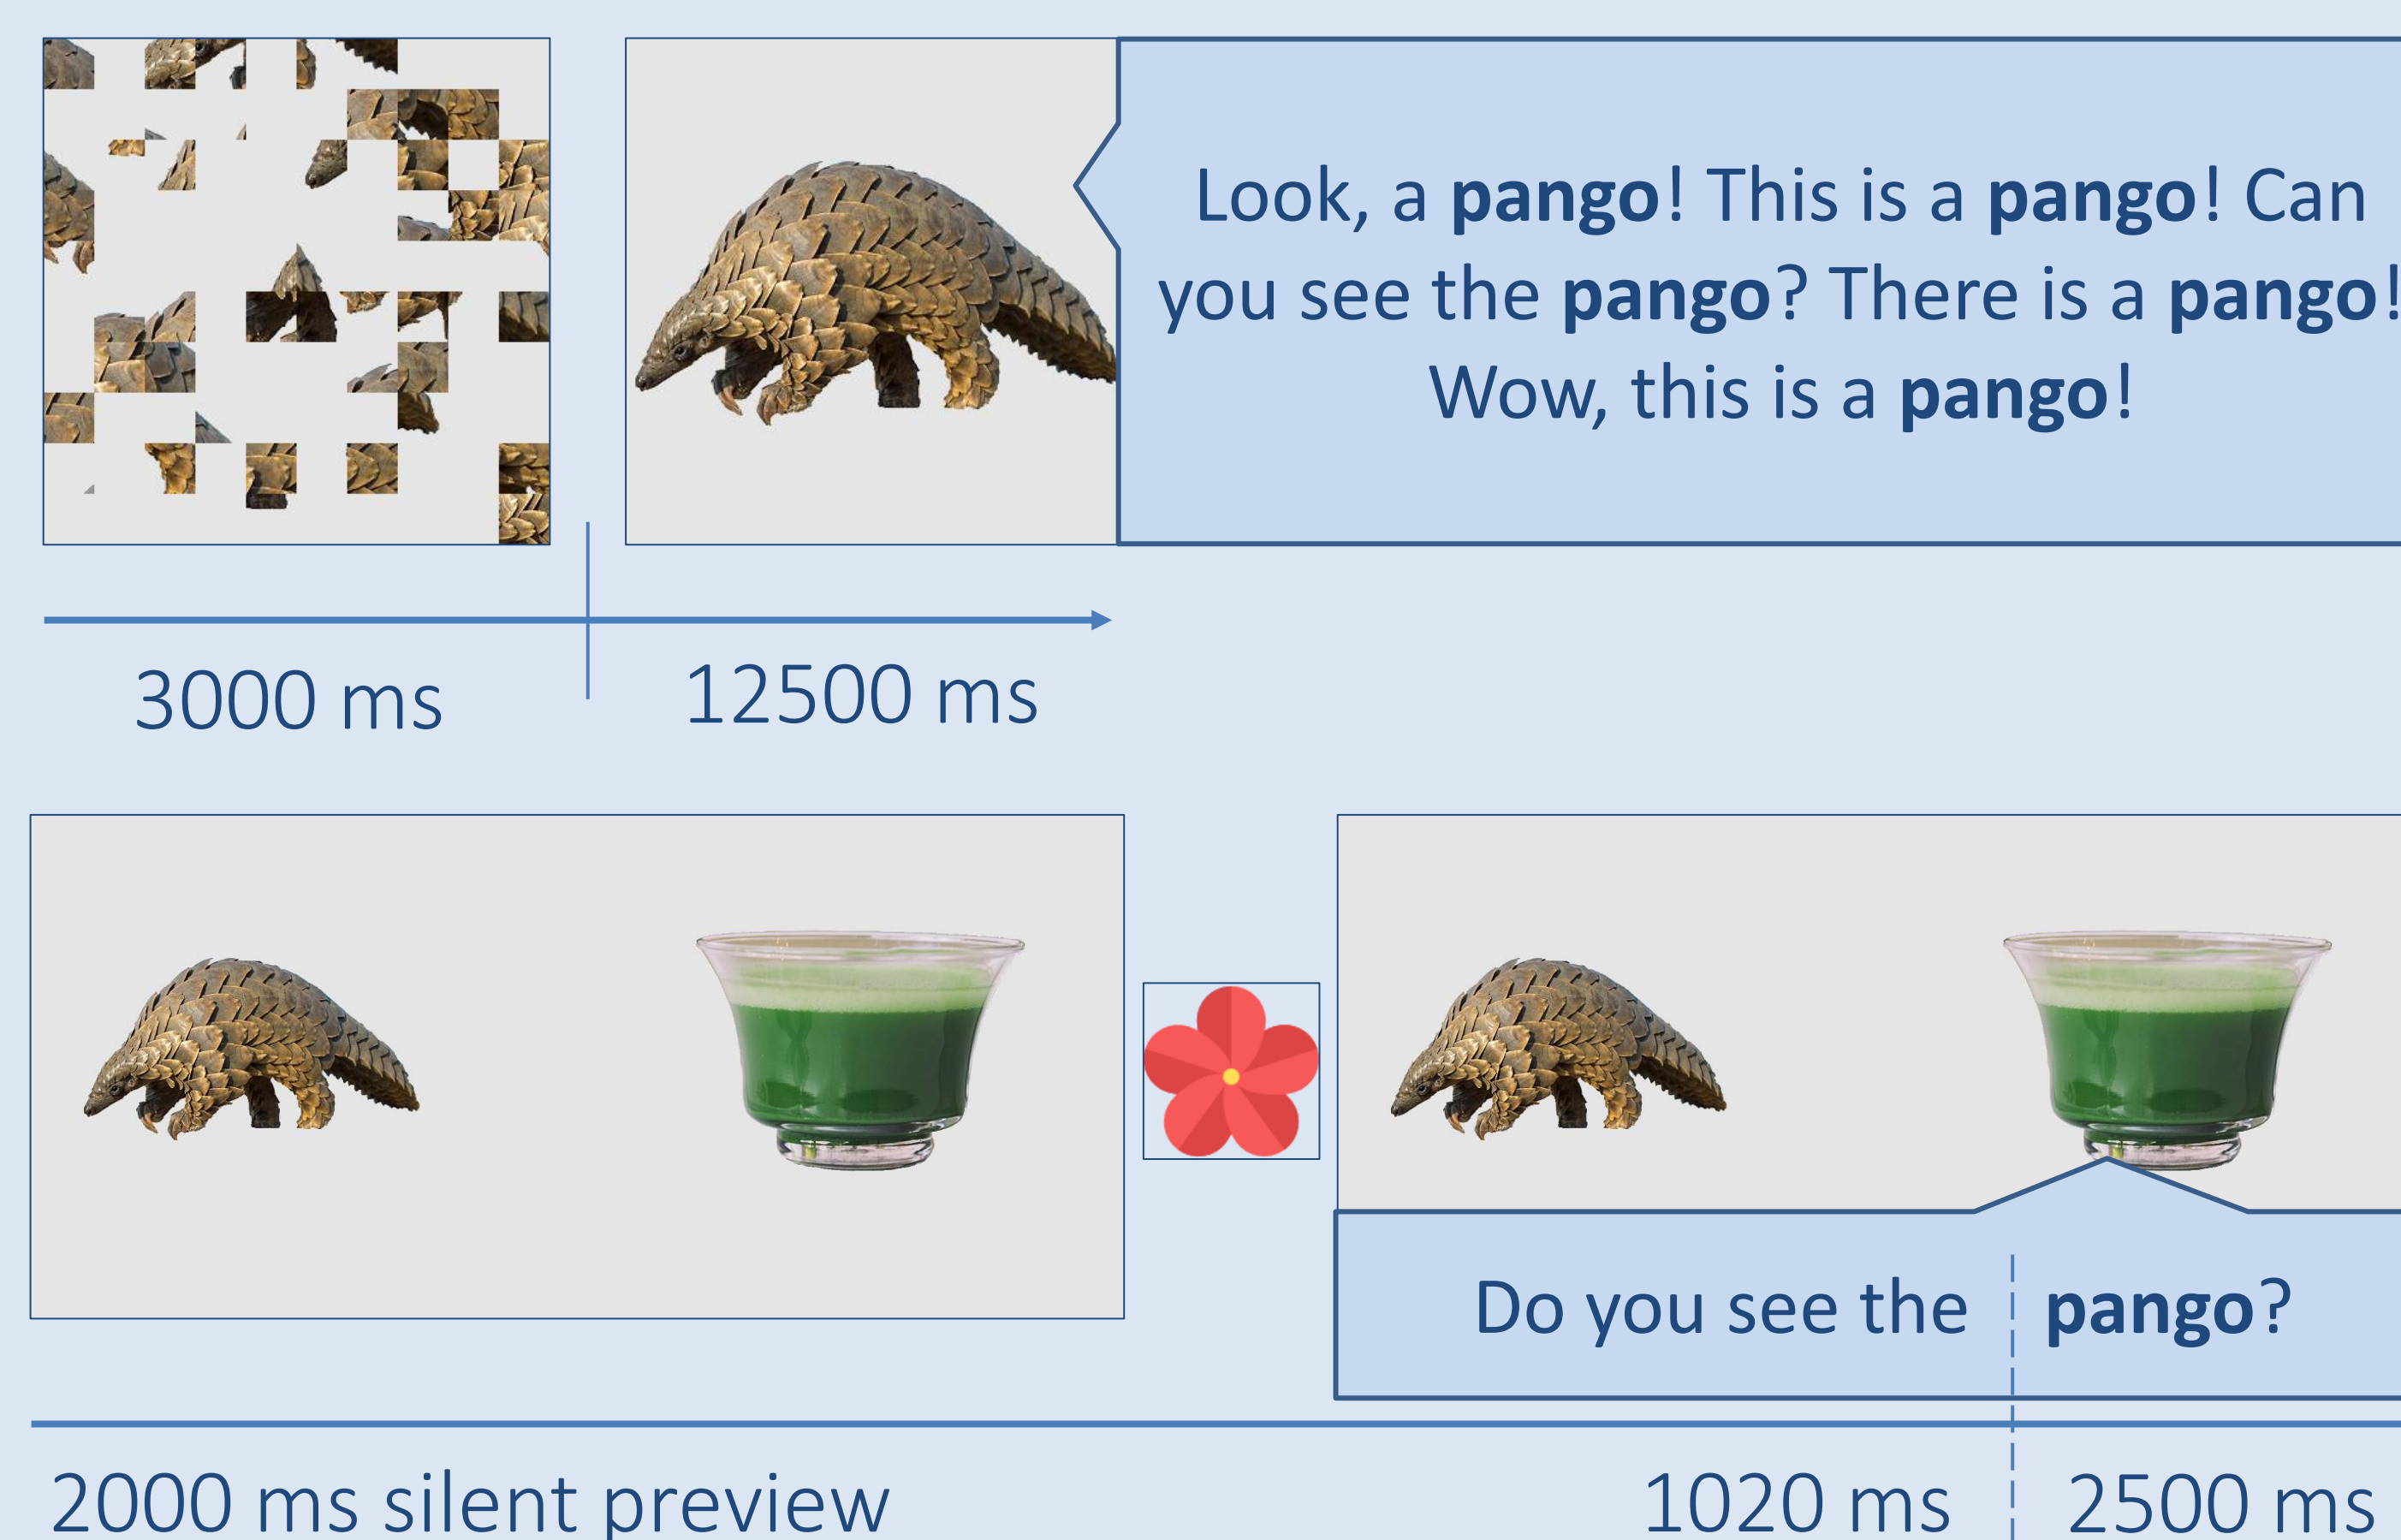 Look, a pango! This is a pango! Can
you see the pango? There is a pango!
Wow, this is a pango!
3000 ms
12500 ms
Do you see the pango?
2000 ms silent preview
1020 ms
2500 ms